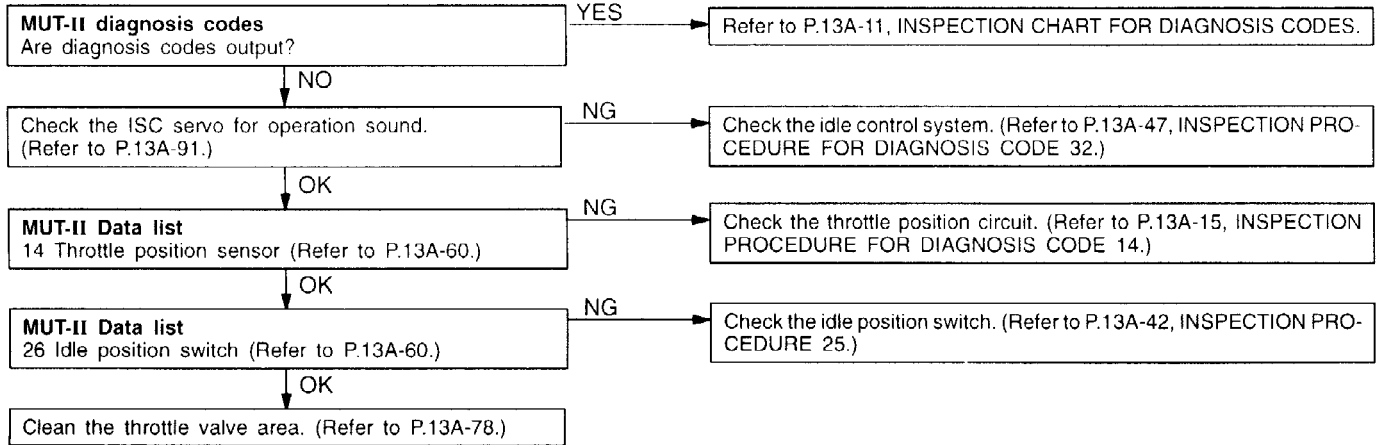 MUT-II diagnosis codes
Are diagnosis codes output?
YES
Refer to P.13A-11, INSPECTION CHART FOR DIAGNOSIS CODES.
NO
Check the ISC servo for operation sound.
(Refer to P.13A-91.)
NG
Check the idle control system. (Refer to P.13A-47, INSPECTION PRO-
CEDURE FOR DIAGNOSIS CODE 32.)
OK
MUT-II Data list
14 Throttle position sensor (Refer to P.13A-60.)
NG
Check the throttle position circuit. (Refer to P.13A-15, INSPECTION
PROCEDURE FOR DIAGNOSIS CODE 14.)
OK
MUT-II Data list
26 Idle position switch (Refer to P.13A-60.)
NG
Check the idle position switch. (Refer to P.13A-42, INSPECTION PRO-
CEDURE 25.)
OK
Clean the throttle valve area. (Refer to P.13A-78.)